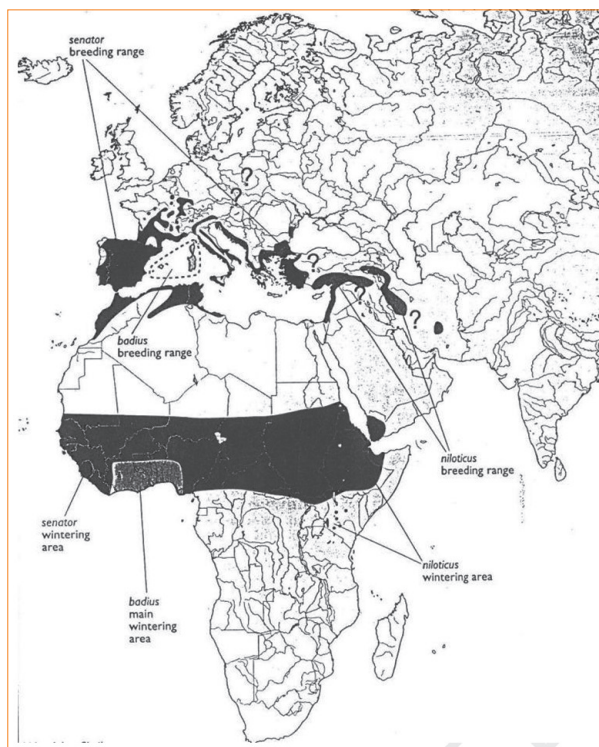 senator
breeding range
?
?
?
?
?
badius
breeding range
niloticus
breeding range
senator
wintering
area
niloticus
wintering area
badius
main
wintering
area